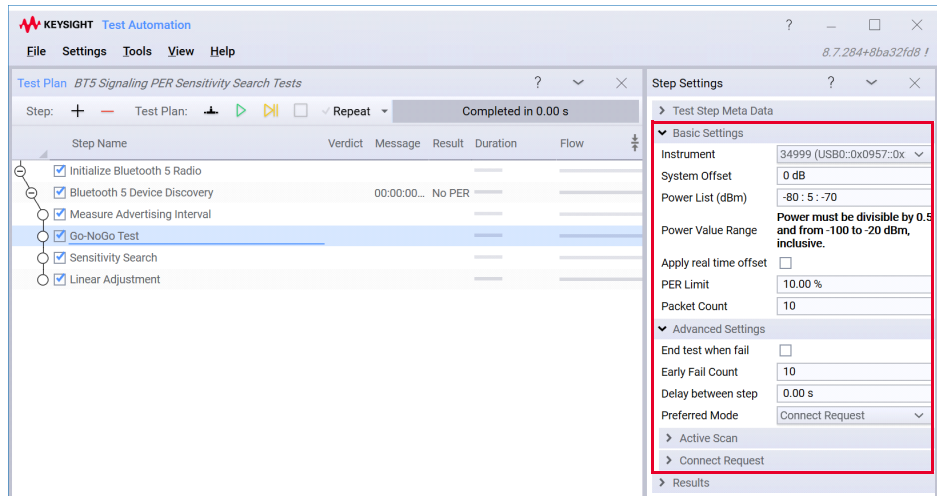 KEYSIGHT Test Automation
File Settings Tools View Help
8.7.284+8ba32fd8 !
Test Plan BT5 Signaling PER Sensitivity Search Tests
Step: Test Plan: Repeat Completed in 0.00 s
Step Name Verdict Message Result Duration Flow
Initialize Bluetooth 5 Radio
Bluetooth 5 Device Discovery 00:00:00... No PER
Measure Advertising Interval
Go-NoGo Test
Sensitivity Search
Linear Adjustment
Step Settings
Test Step Meta Data
Basic Settings
Instrument 34999 (USB0::0x0957::0x
System Offset 0 dB
Power List (dBm) -80 : 5 : -70
Power Value Range Power must be divisible by 0.5
and from -100 to -20 dBm,
inclusive.
Apply real time offset
PER Limit 10.00 %
Packet Count 10
Advanced Settings
End test when fail
Early Fail Count 10
Delay between step 0.00 s
Preferred Mode Connect Request
Active Scan
Connect Request
Results